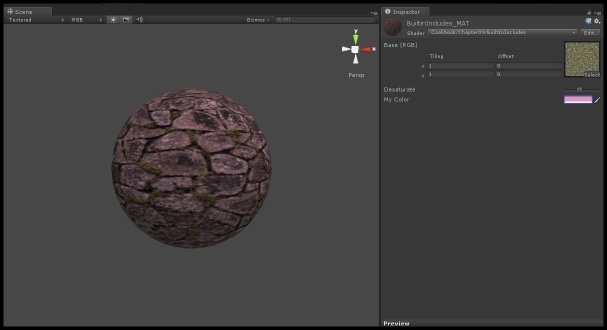 Scene
Textured RGB Gizmos All
y
x
Persp
Inspector
BuiltinIncludes_MAT
Shader Cookbook/Chapter09/BuiltInIncludes Edit...
Base (RGB)
Tiling Offset
x 1 0
y 1 0
Select
Desaturate
My Color
Preview